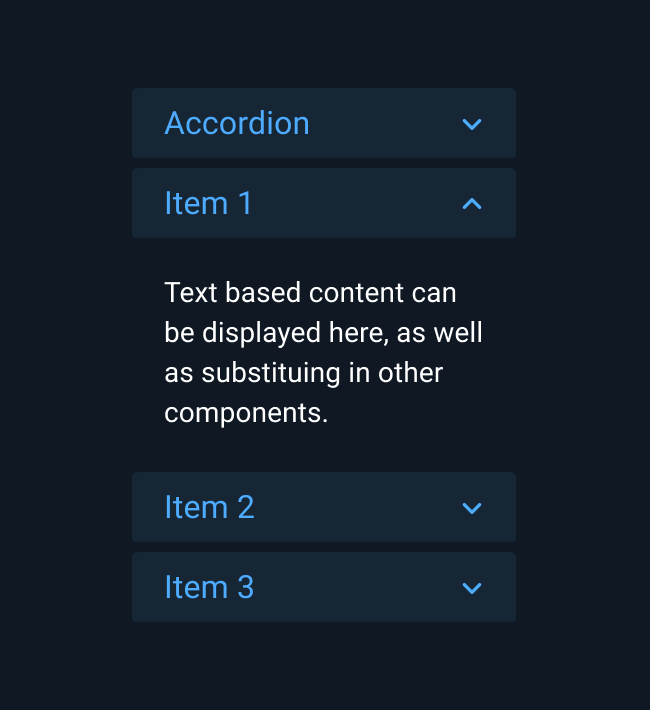 Accordion
Item 1
Text based content can
be displayed here, as well
as substituing in other
components.
Item 2
Item 3